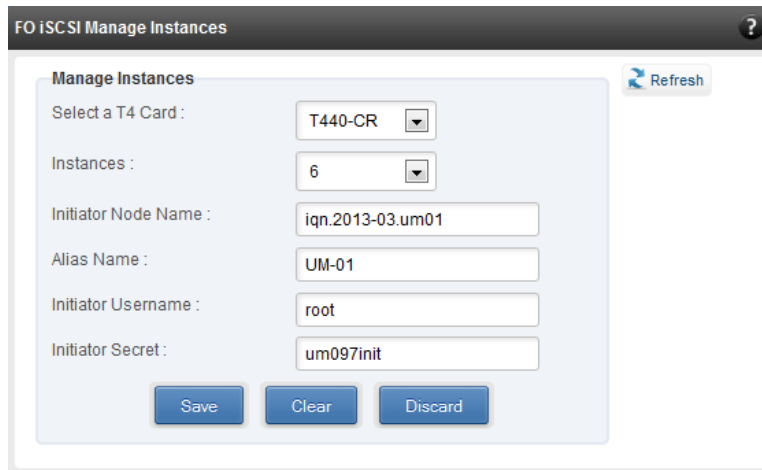 FO iSCSI Manage Instances
?
Manage Instances
Refresh
Select a T4 Card :
T440-CR
Instances :
6
Initiator Node Name :
iqn.2013-03.um01
Alias Name :
UM-01
Initiator Username :
root
Initiator Secret :
um097init
Save Clear Discard